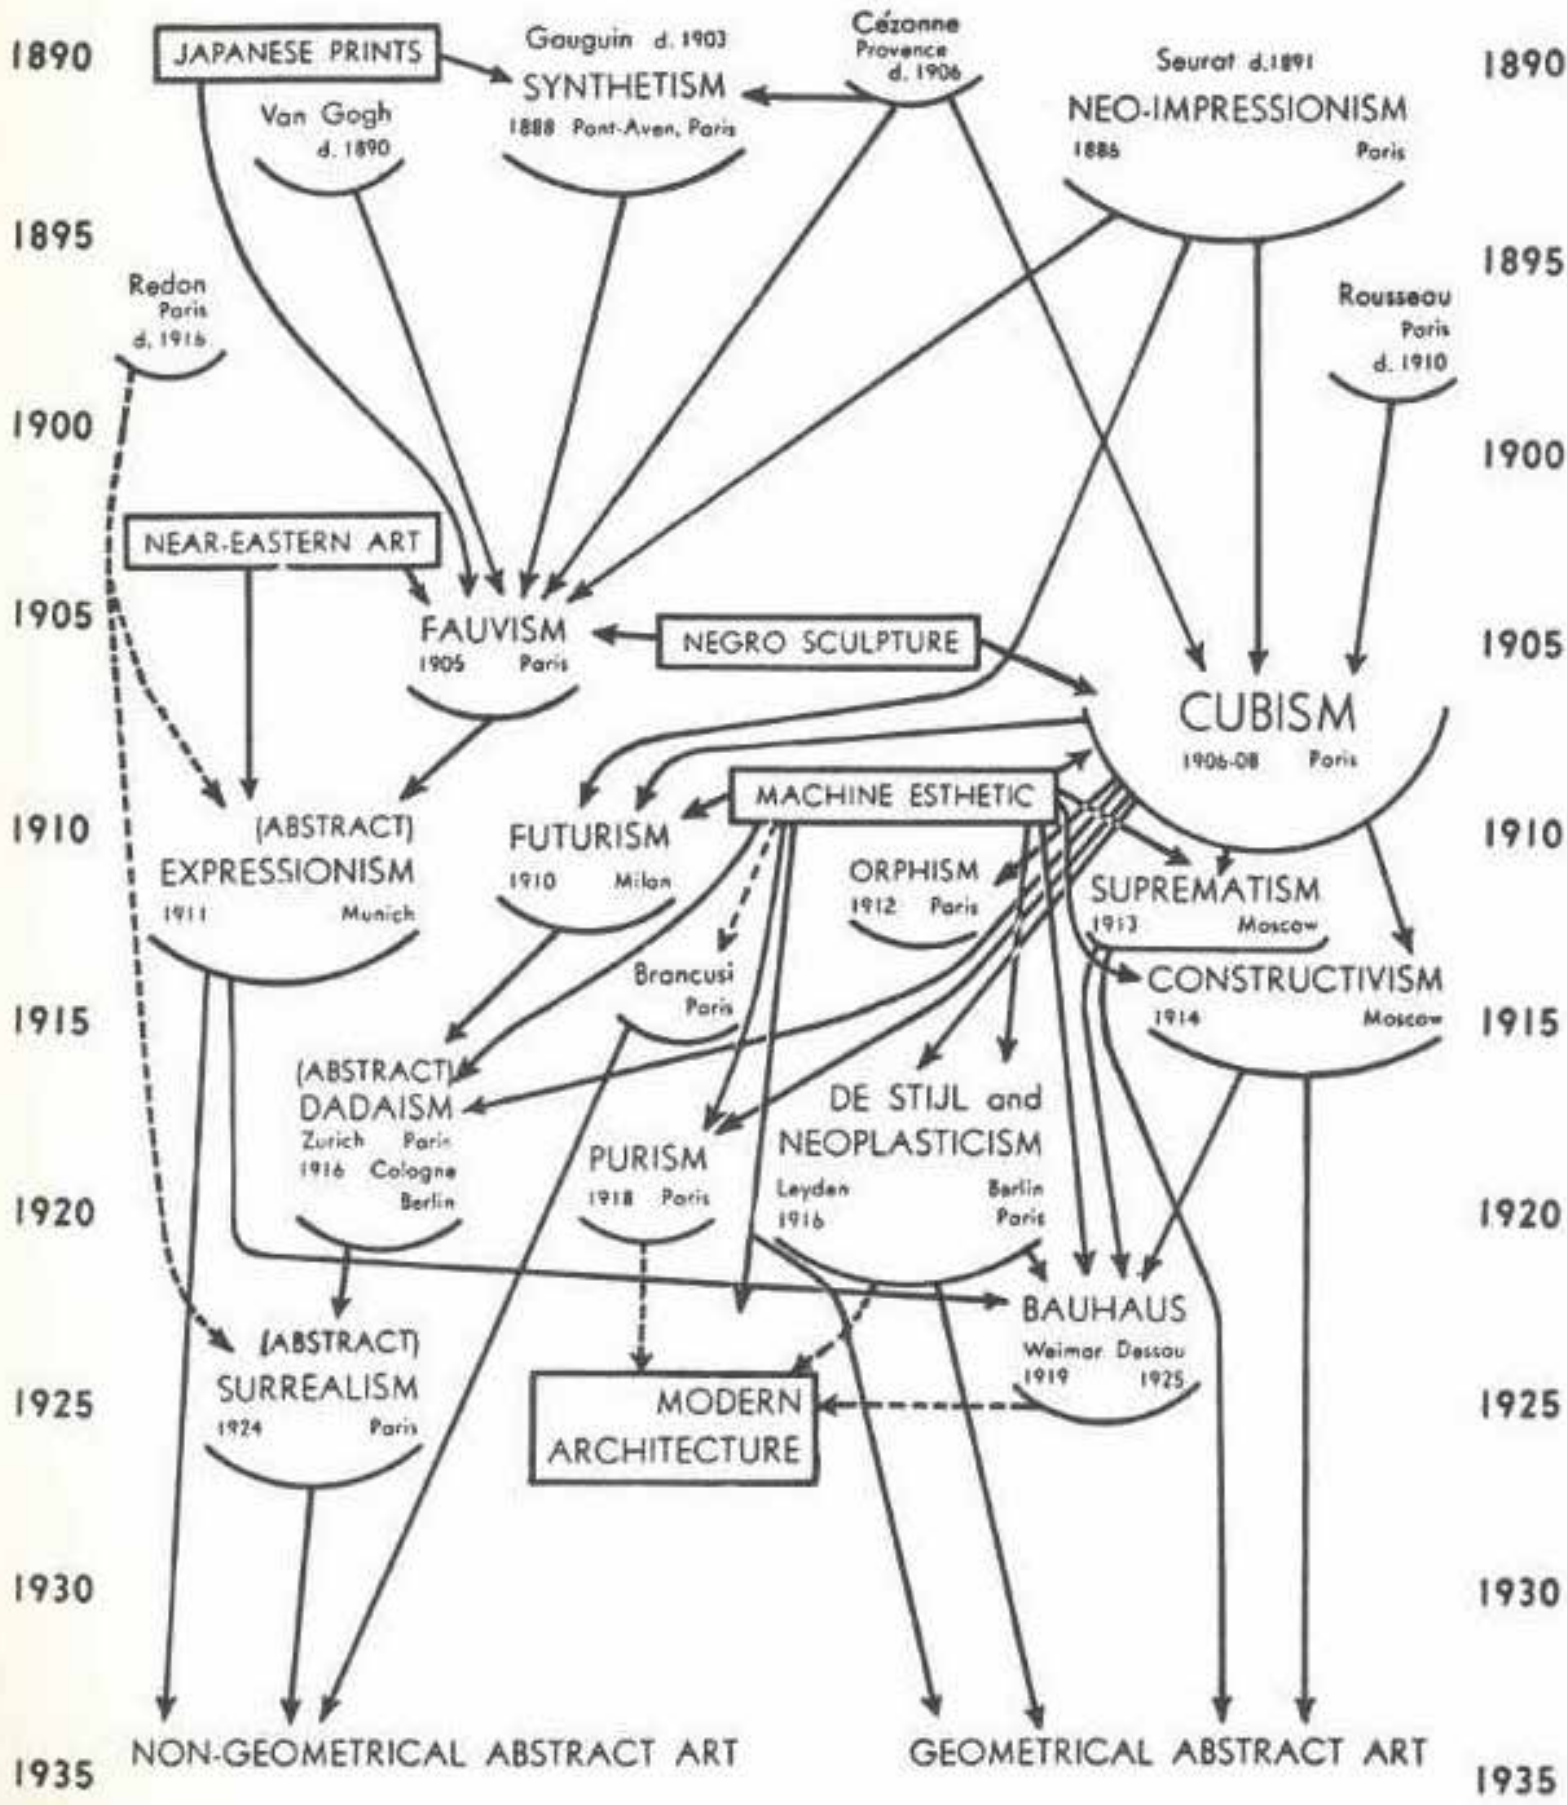 1890
JAPANESE PRINTS
Gauguin d. 1903
SYNTHETISM
1888 Pont-Aven, Paris
Cézanne
Provence
d. 1906
Seurat d.1891
NEO-IMPRESSIONISM
1886 Paris
1890
Van Gogh
d. 1890
1895
1895
Redon
Paris
d. 1916
Rousseau
Paris
d. 1910
1900
1900
NEAR-EASTERN ART
1905
FAUVISM
1905 Paris
NEGRO SCULPTURE
1905
CUBISM
1906-08 Paris
MACHINE ESTHETIC
1910
(ABSTRACT)
EXPRESSIONISM
1911 Munich
FUTURISM
1910 Milan
ORPHISM
1912 Paris
SUPREMATISM
1913 Moscow
1910
Brancusi
Paris
CONSTRUCTIVISM
1914 Moscow
1915
1915
(ABSTRACT)
DADAISM
Zurich Paris
1916 Cologne
Berlin
PURISM
1918 Paris
DE STIJL and
NEOPLASTICISM
Leyden Berlin
1916 Paris
1920
1920
BAUHAUS
Weimar Dessau
1919 1925
(ABSTRACT)
SURREALISM
1924 Paris
MODERN
ARCHITECTURE
1925
1925
1930
1930
NON-GEOMETRICAL ABSTRACT ART
GEOMETRICAL ABSTRACT ART
1935
1935